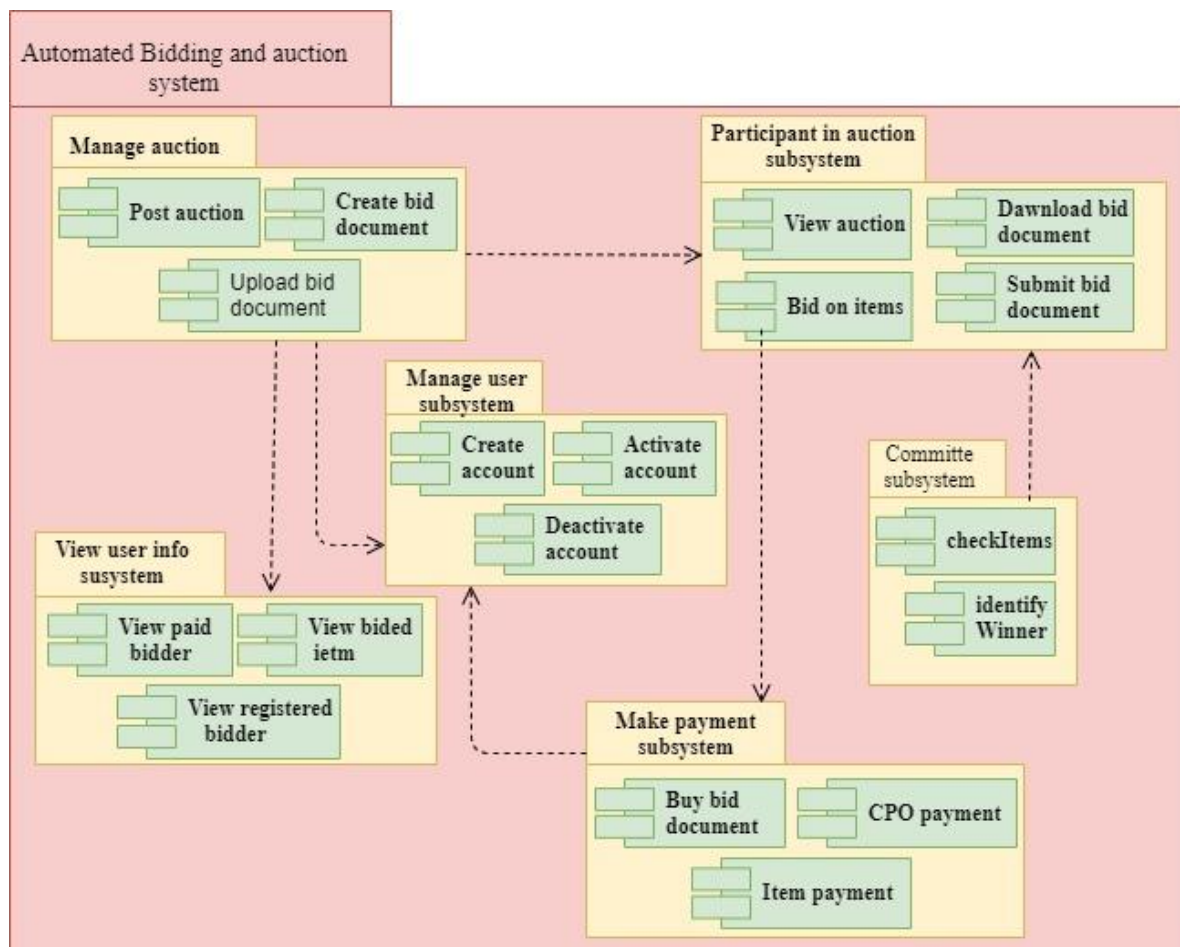 Automated Bidding and auction
system
Manage auction
Post auction
Create bid
document
Upload bid
document
Participant in auction
subsystem
View auction
Dawnload bid
document
Bid on items
Submit bid
document
Manage user
subsystem
Create
account
Activate
account
Deactivate
account
Committe
subsystem
checkItems
identify
Winner
View user info
susystem
View paid
bidder
View bided
ietm
View registered
bidder
Make payment
subsystem
Buy bid
document
CPO payment
Item payment